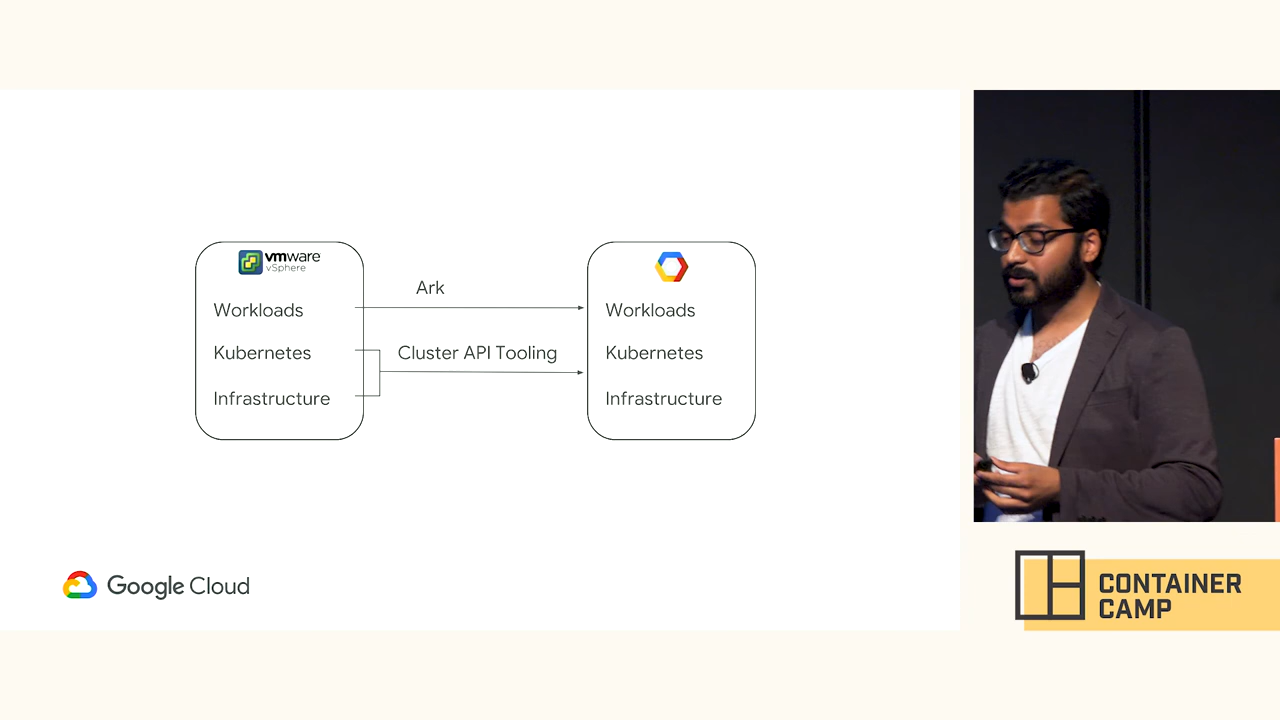 vmware
vSphere
Workloads
Kubernetes
Infrastructure
Ark
Cluster API Tooling
Workloads
Kubernetes
Infrastructure
Google Cloud
CONTAINER
CAMP